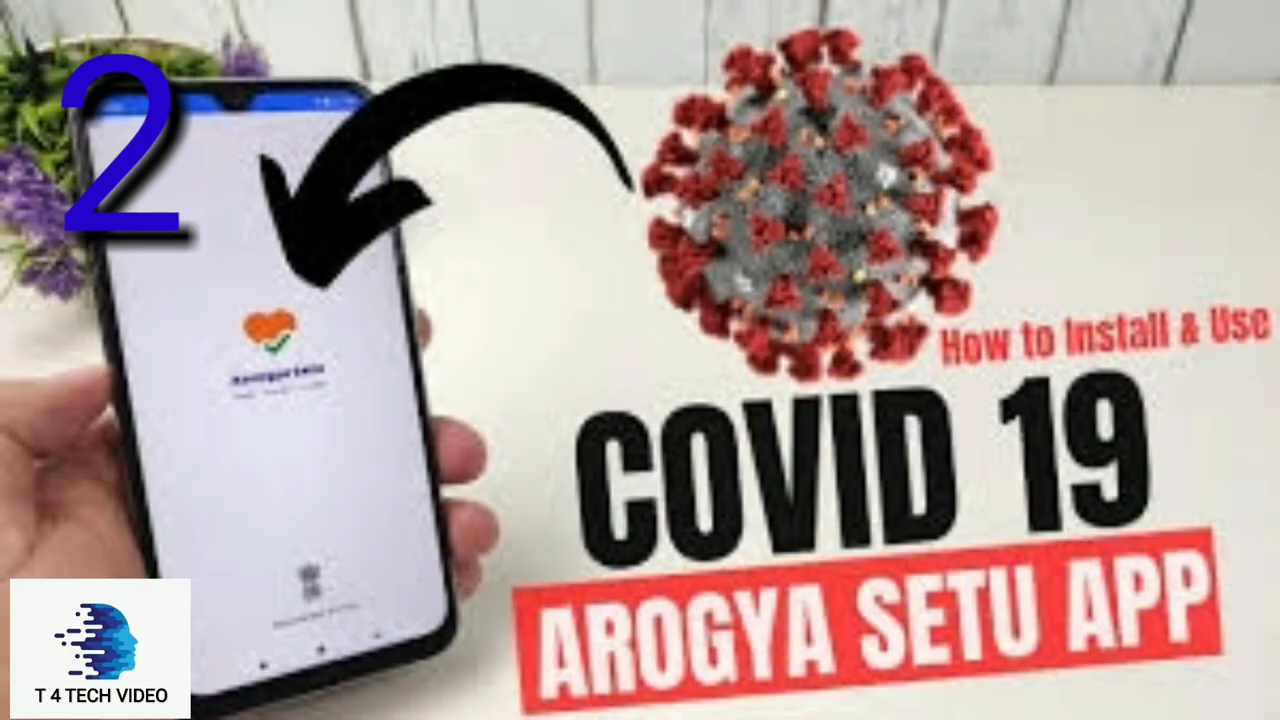 2
How to Install & Use
COVID 19
AROGYA SETU APP
T 4 TECH VIDEO